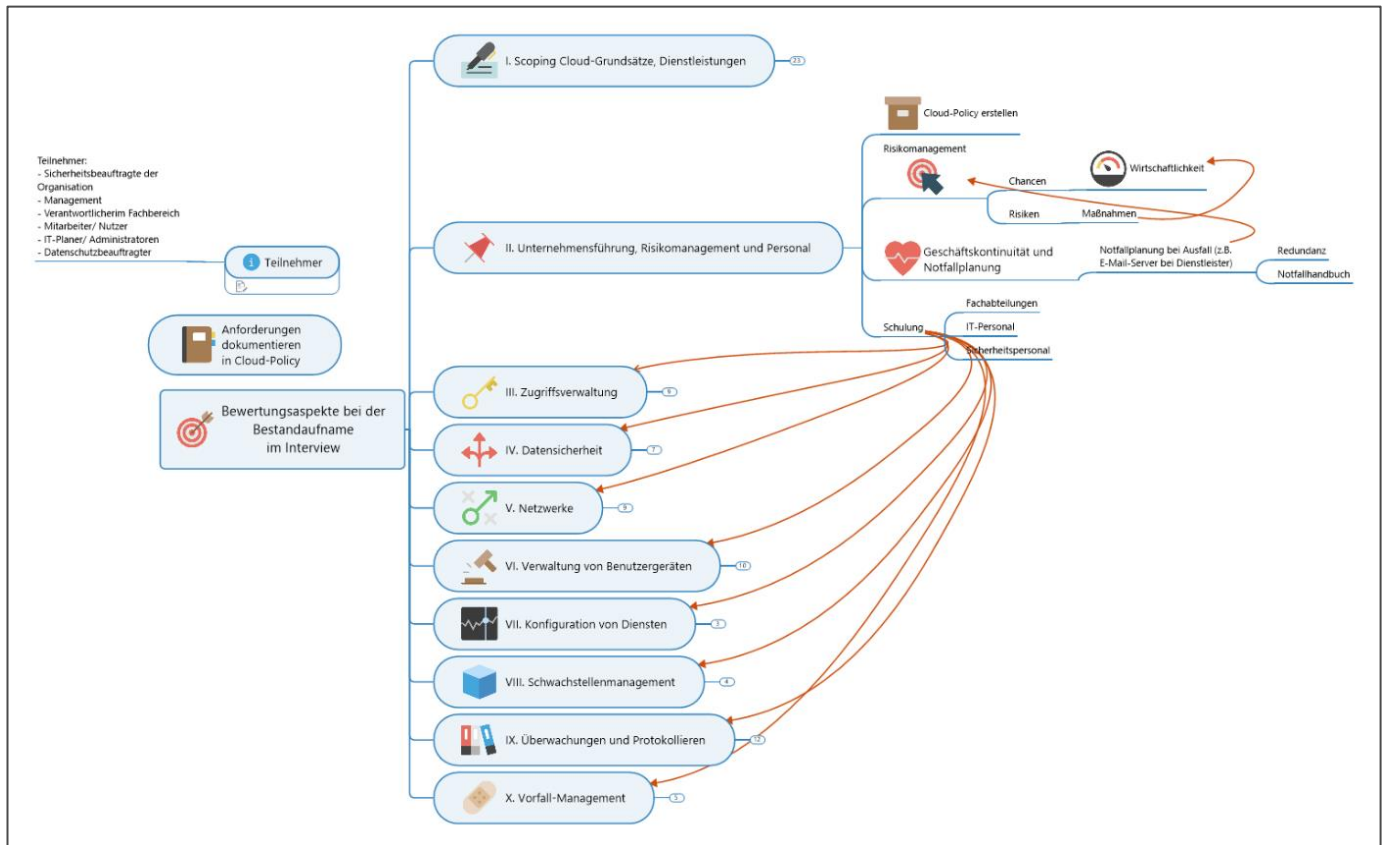 Teilnehmer:
- Sicherheitsbeauftragte der
Organisation
- Management
- Verantwortlicherim Fachbereich
- Mitarbeiter/ Nutzer
- IT-Planer/ Administratoren
- Datenschutzbeauftragter
Teilnehmer
Anforderungen
dokumentieren
in Cloud-Policy
Bewertungsaspekte bei der
Bestandaufname
im Interview
I. Scoping Cloud-Grundsätze, Dienstleistungen
23
II. Unternehmensführung, Risikomanagement und Personal
Cloud-Policy erstellen
Risikomanagement
Chancen
Wirtschaftlichkeit
Risiken
Maßnahmen
Geschäftskontinuität und
Notfallplanung
Notfallplanung bei Ausfall (z.B.
E-Mail-Server bei Dienstleister)
Redundanz
Notfallhandbuch
Schulung
Fachabteilungen
IT-Personal
Sicherheitspersonal
III. Zugriffsverwaltung
6
IV. Datensicherheit
7
V. Netzwerke
9
VI. Verwaltung von Benutzergeräten
10
VII. Konfiguration von Diensten
3
VIII. Schwachstellenmanagement
4
IX. Überwachungen und Protokollieren
12
X. Vorfall-Management
5